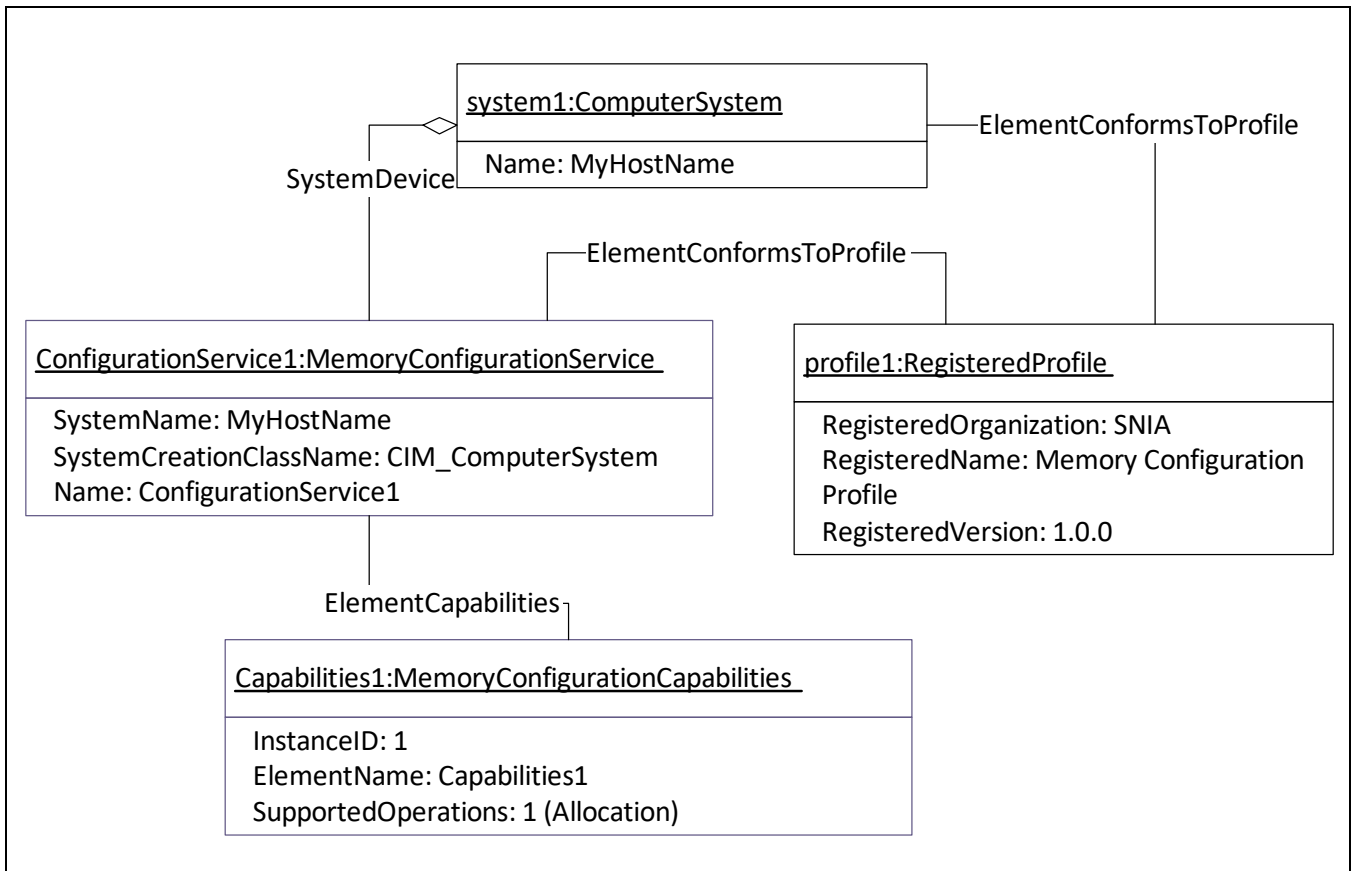 system1:ComputerSystem
Name: MyHostName
ElementConformsToProfile
SystemDevice
ElementConformsToProfile
ConfigurationService1:MemoryConfigurationService
SystemName: MyHostName
SystemCreationClassName: CIM_ComputerSystem
Name: ConfigurationService1
profile1:RegisteredProfile
RegisteredOrganization: SNIA
RegisteredName: Memory Configuration
Profile
RegisteredVersion: 1.0.0
ElementCapabilities
Capabilities1:MemoryConfigurationCapabilities
InstanceID: 1
ElementName: Capabilities1
SupportedOperations: 1 (Allocation)